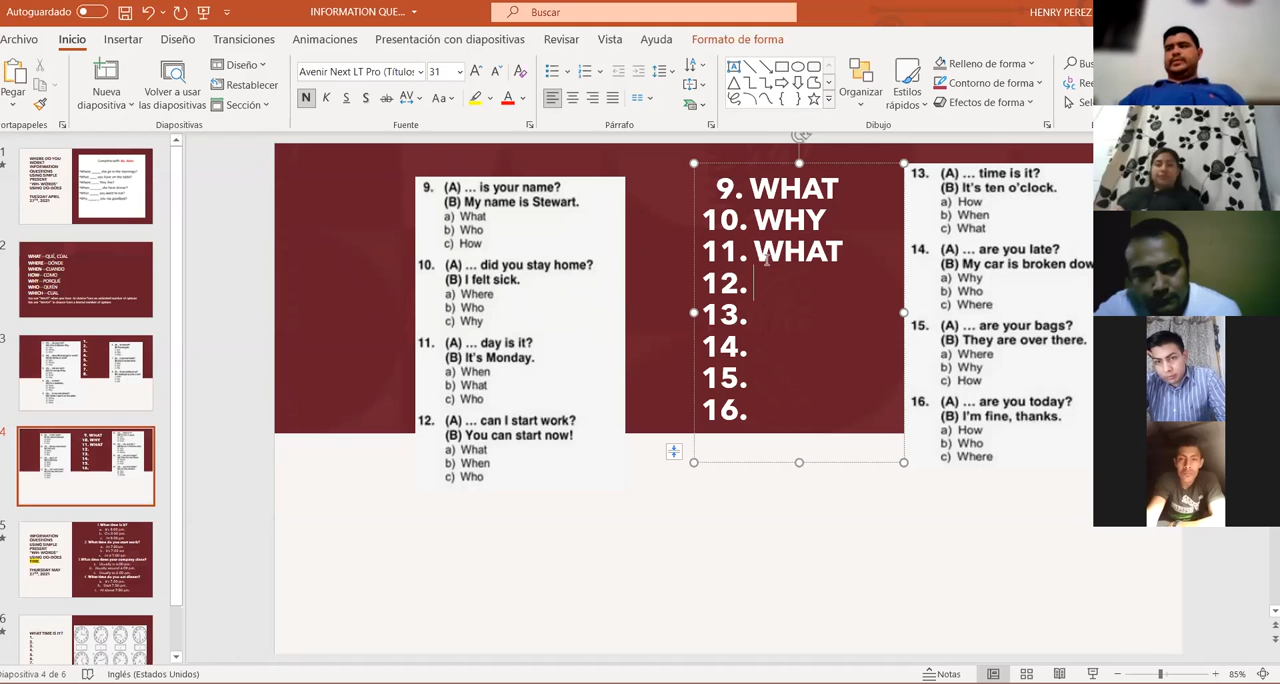 Autoguardado
INFORMATION QUE...
Buscar
HENRY PEREZ
Archivo
Inicio
Insertar
Diseño
Transiciones
Animaciones
Presentación con diapositivas
Revisar
Vista
Ayuda
Formato de forma
Pegar
Nueva
diapositiva
Volver a usar
las diapositivas
Diseño
Restablecer
Sección
Avenir Next LT Pro (Títulos
31
Aa
Organizar
Estilos
rápidos
Relleno de forma
Contorno de forma
Efectos de forma
ortapapeles
Diapositivas
Fuente
Párrafo
Dibujo
1
2
3
4
5
6
9. (A) ... is your name?
(B) My name is Stewart.
a) What
b) Who
c) How
10. (A) ... did you stay home?
(B) I felt sick.
a) Where
b) Who
c) Why
11. (A) ... day is it?
(B) It's Monday.
a) When
b) What
c) Who
12. (A) ... can I start work?
(B) You can start now!
a) What
b) When
c) Who
9. WHAT
10. WHY
11. WHAT
12.
13.
14.
15.
16.
13. (A) ... time is it?
(B) It's ten o'clock.
a) How
b) When
c) What
14. (A) ... are you late?
(B) My car is broken dow
a) Why
b) Who
c) Where
15. (A) ... are your bags?
(B) They are over there.
a) Where
b) Why
c) How
16. (A) ... are you today?
(B) I'm fine, thanks.
a) How
b) Who
c) Where
Diapositiva 4 de 6
Inglés (Estados Unidos)
Notas
85%